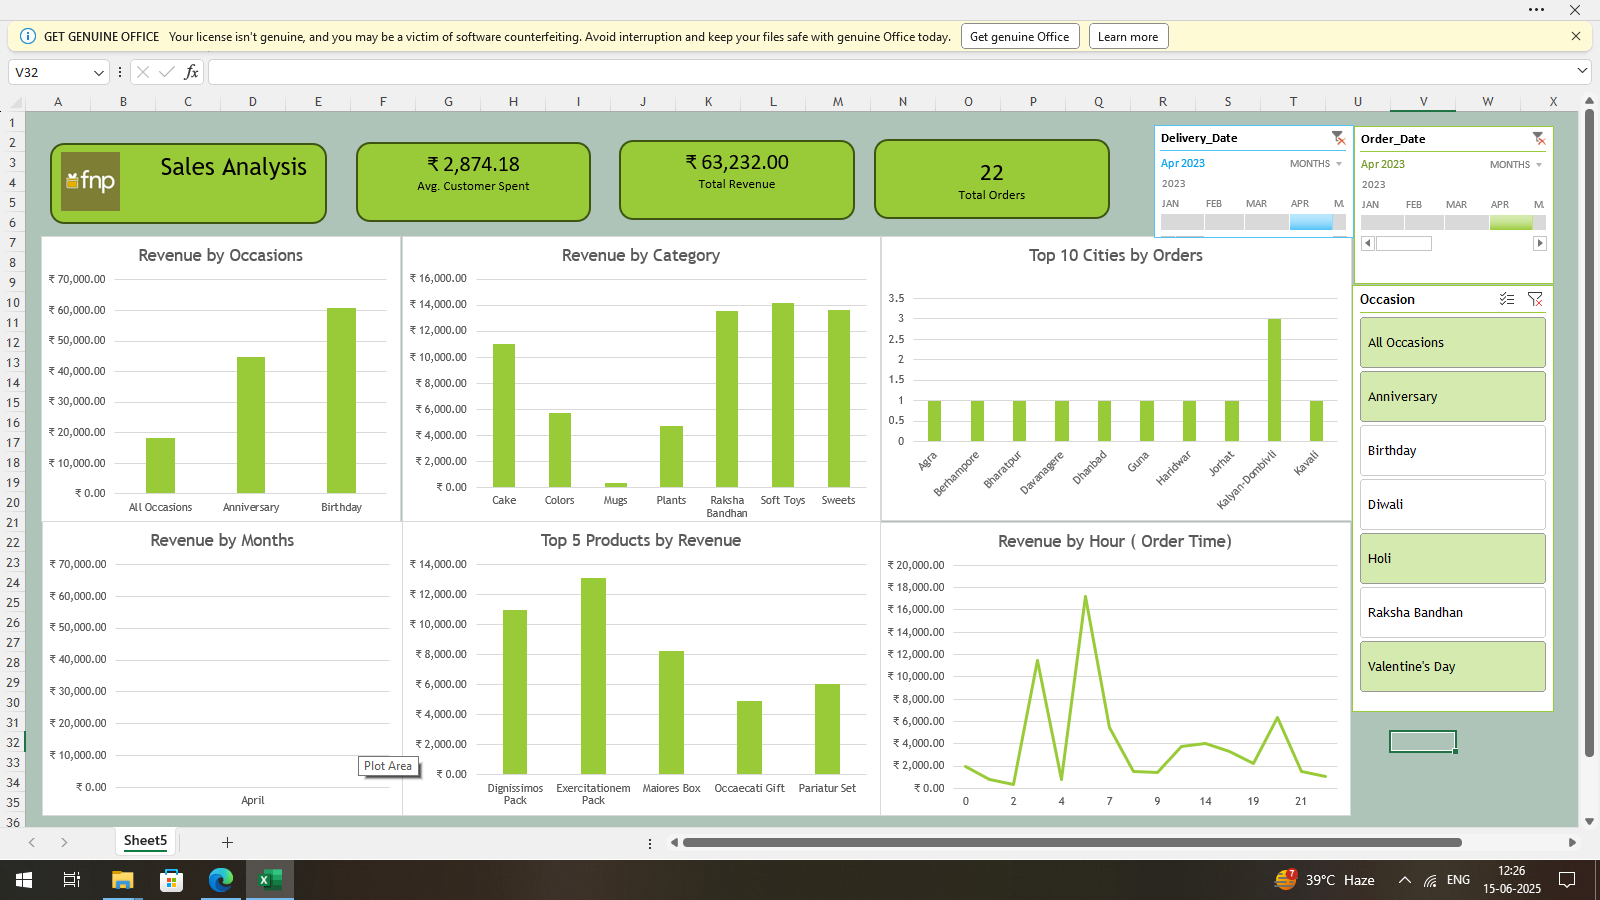 GET GENUINE OFFICE Your license isn't genuine, and you may be a victim of software counterfeiting. Avoid interruption and keep your files safe with genuine Office today. Get genuine Office Learn more
V32 fx
A B C D E F G H I J K L M N O P Q R S T U V W X
1
2
3
4
5
6
7
8
9
10
11
12
13
14
15
16
17
18
19
20
21
22
23
24
25
26
27
28
29
30
31
32
33
34
35
36
fnp Sales Analysis
₹ 2,874.18
Avg. Customer Spent
₹ 63,232.00
Total Revenue
22
Total Orders
Delivery_Date
Apr 2023 MONTHS
2023
JAN FEB MAR APR M
Order_Date
Apr 2023 MONTHS
2023
JAN FEB MAR APR M
Revenue by Occasions
₹ 70,000.00
₹ 60,000.00
₹ 50,000.00
₹ 40,000.00
₹ 30,000.00
₹ 20,000.00
₹ 10,000.00
₹ 0.00
All Occasions Anniversary Birthday
Revenue by Category
₹ 16,000.00
₹ 14,000.00
₹ 12,000.00
₹ 10,000.00
₹ 8,000.00
₹ 6,000.00
₹ 4,000.00
₹ 2,000.00
₹ 0.00
Cake Colors Mugs Plants Raksha Bandhan Soft Toys Sweets
Top 10 Cities by Orders
3.5
3
2.5
2
1.5
1
0.5
0
Agra Berhampore Bharatpur Davanagere Dhanbad Guna Haridwar Jorhat Kalyan-Dombivli Kavali
Occasion
All Occasions
Anniversary
Birthday
Diwali
Holi
Raksha Bandhan
Valentine's Day
Revenue by Months
₹ 70,000.00
₹ 60,000.00
₹ 50,000.00
₹ 40,000.00
₹ 30,000.00
₹ 20,000.00
₹ 10,000.00
₹ 0.00
April
Plot Area
Top 5 Products by Revenue
₹ 14,000.00
₹ 12,000.00
₹ 10,000.00
₹ 8,000.00
₹ 6,000.00
₹ 4,000.00
₹ 2,000.00
₹ 0.00
Dignissimos Pack Exercitationem Pack Maiores Box Occaecati Gift Pariatur Set
Revenue by Hour ( Order Time)
₹ 20,000.00
₹ 18,000.00
₹ 16,000.00
₹ 14,000.00
₹ 12,000.00
₹ 10,000.00
₹ 8,000.00
₹ 6,000.00
₹ 4,000.00
₹ 2,000.00
₹ 0.00
0 2 4 7 9 14 19 21
Sheet5
7 39°C Haze ENG 12:26
15-06-2025